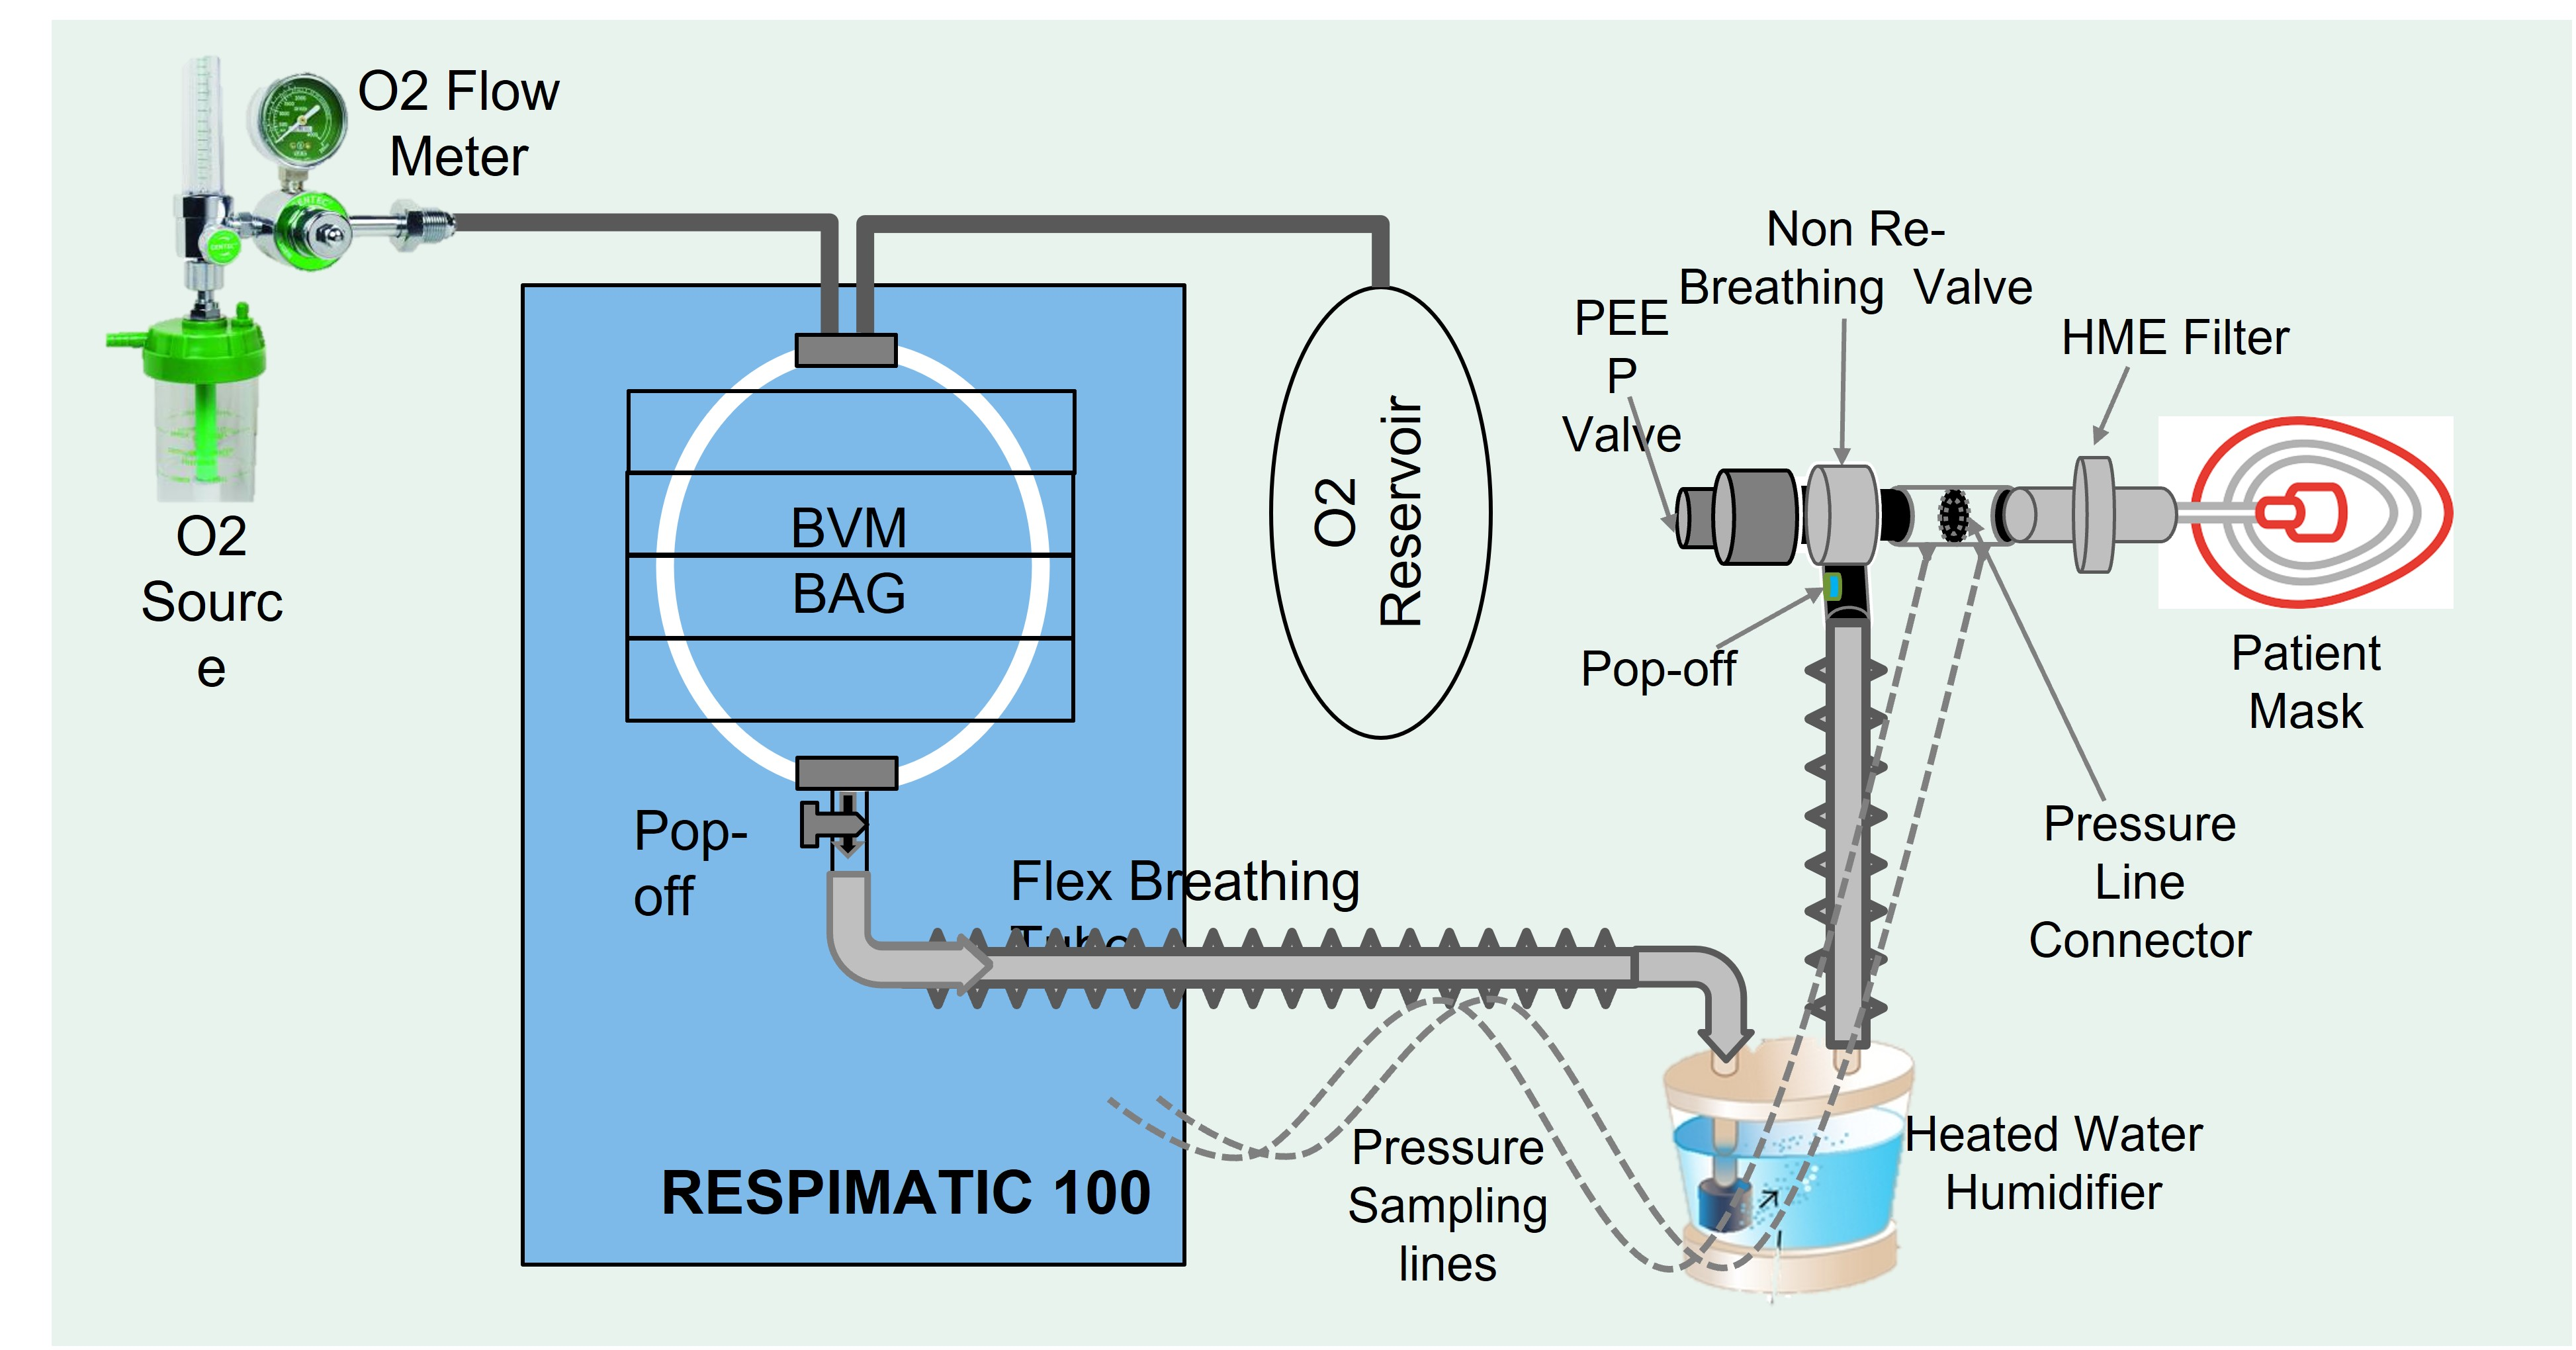 O2 Flow
Meter
O2
Sourc
e
BVM
BAG
Pop-
off
Flex Breathing
Tube
RESPIMATIC 100
O2
Reservoir
Pressure
Sampling
lines
PEE
P
Valve
Non Re-
Breathing Valve
HME Filter
Pop-off
Patient
Mask
Pressure
Line
Connector
Heated Water
Humidifier